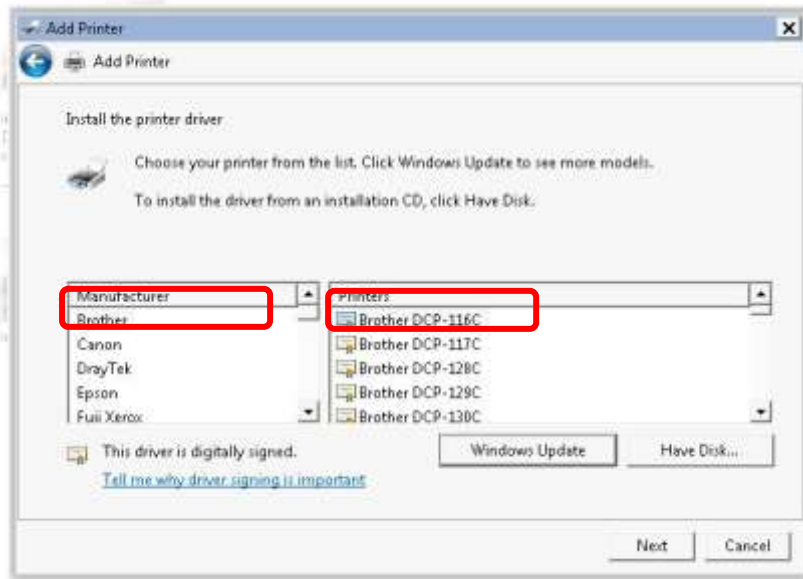 Add Printer
Add Printer
Install the printer driver
Choose your printer from the list. Click Windows Update to see more models.
To install the driver from an installation CD, click Have Disk.
Manufacturer
Brother
Canon
DrayTek
Epson
Fuji Xerox
Printers
Brother DCP-116C
Brother DCP-117C
Brother DCP-128C
Brother DCP-129C
Brother DCP-130C
This driver is digitally signed.
Tell me why driver signing is important
Windows Update
Have Disk...
Next
Cancel